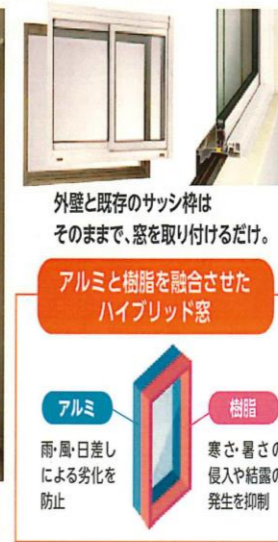 外壁と既存のサッシ枠は
そのままで、窓を取り付けるだけ。
アルミと樹脂を融合させた
ハイブリッド窓
アルミ
雨・風・日差し
による劣化を
防止
樹脂
寒さ・暑さの
侵入や結露の
発生を抑制